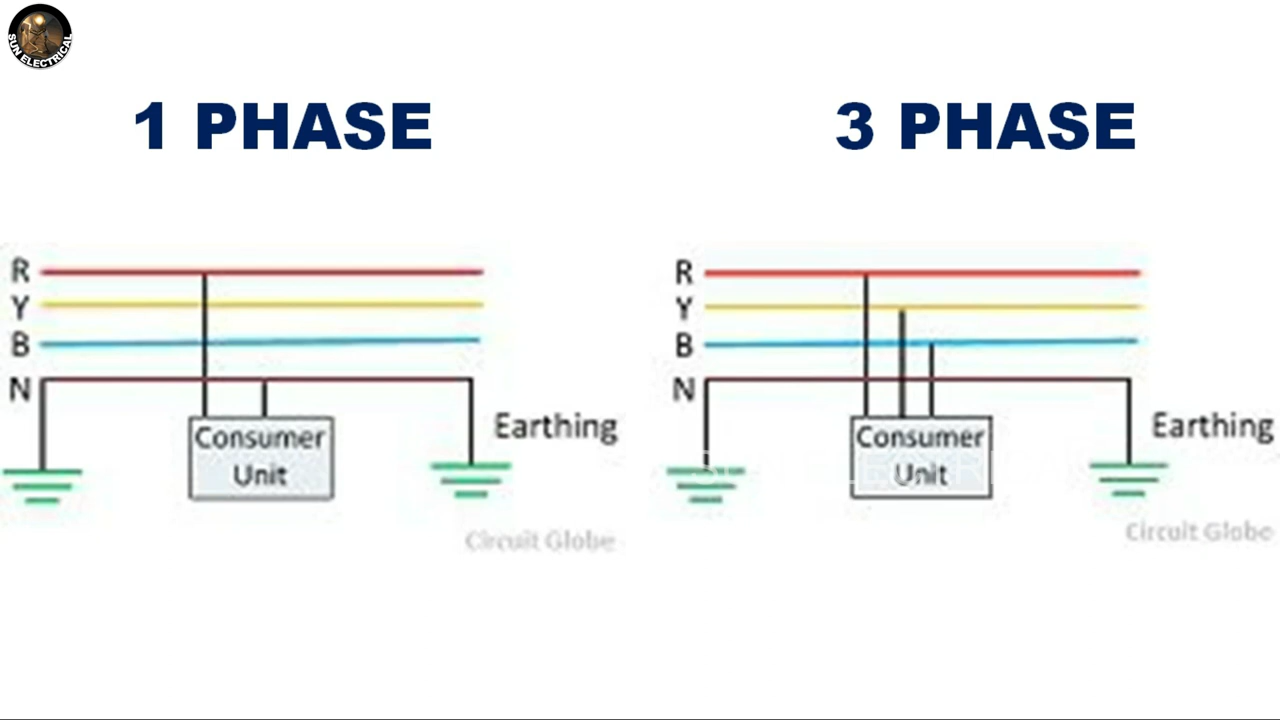 SUN ELECTRICAL
1 PHASE
3 PHASE
R
Y
B
N
Consumer
Unit
Earthing
Circuit Globe
R
Y
B
N
Consumer
Unit
Earthing
Circuit Globe